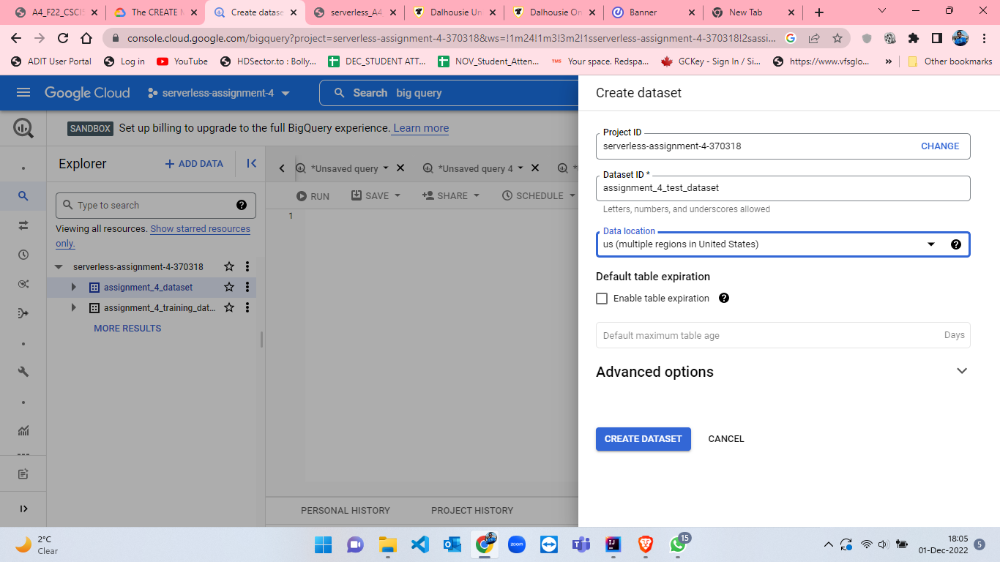 A4_F22_CSCI5
The CREATE M
Create datase
serverless_A4
Dalhousie Un
Dalhousie On
Banner
New Tab
console.cloud.google.com/bigquery?project=serverless-assignment-4-370318&ws=!1m24!1m3!3m2!1sserverless-assignment-4-370318!2sassi...
ADIT User Portal
Log in
YouTube
HDSector.to : Bolly...
DEC_STUDENT ATT...
NOV_Student_Atten...
Your space. Redspa...
GCKey - Sign In / Si...
https://www.vfsglo...
»
Other bookmarks
Google Cloud
serverless-assignment-4
Search big query
SANDBOX Set up billing to upgrade to the full BigQuery experience. Learn more
Explorer
+ ADD DATA
Type to search
Viewing all resources. Show starred resources
only.
serverless-assignment-4-370318
assignment_4_dataset
assignment_4_training_dat...
MORE RESULTS
*Unsaved query
*Unsaved query 4
RUN
SAVE
SHARE
SCHEDULE
1
PERSONAL HISTORY
PROJECT HISTORY
Create dataset
Project ID
serverless-assignment-4-370318
CHANGE
Dataset ID *
assignment_4_test_dataset
Letters, numbers, and underscores allowed
Data location
us (multiple regions in United States)
Default table expiration
Enable table expiration
Default maximum table age
Days
Advanced options
CREATE DATASET
CANCEL
2°C
Clear
zoom
15
18:05
01-Dec-2022
5